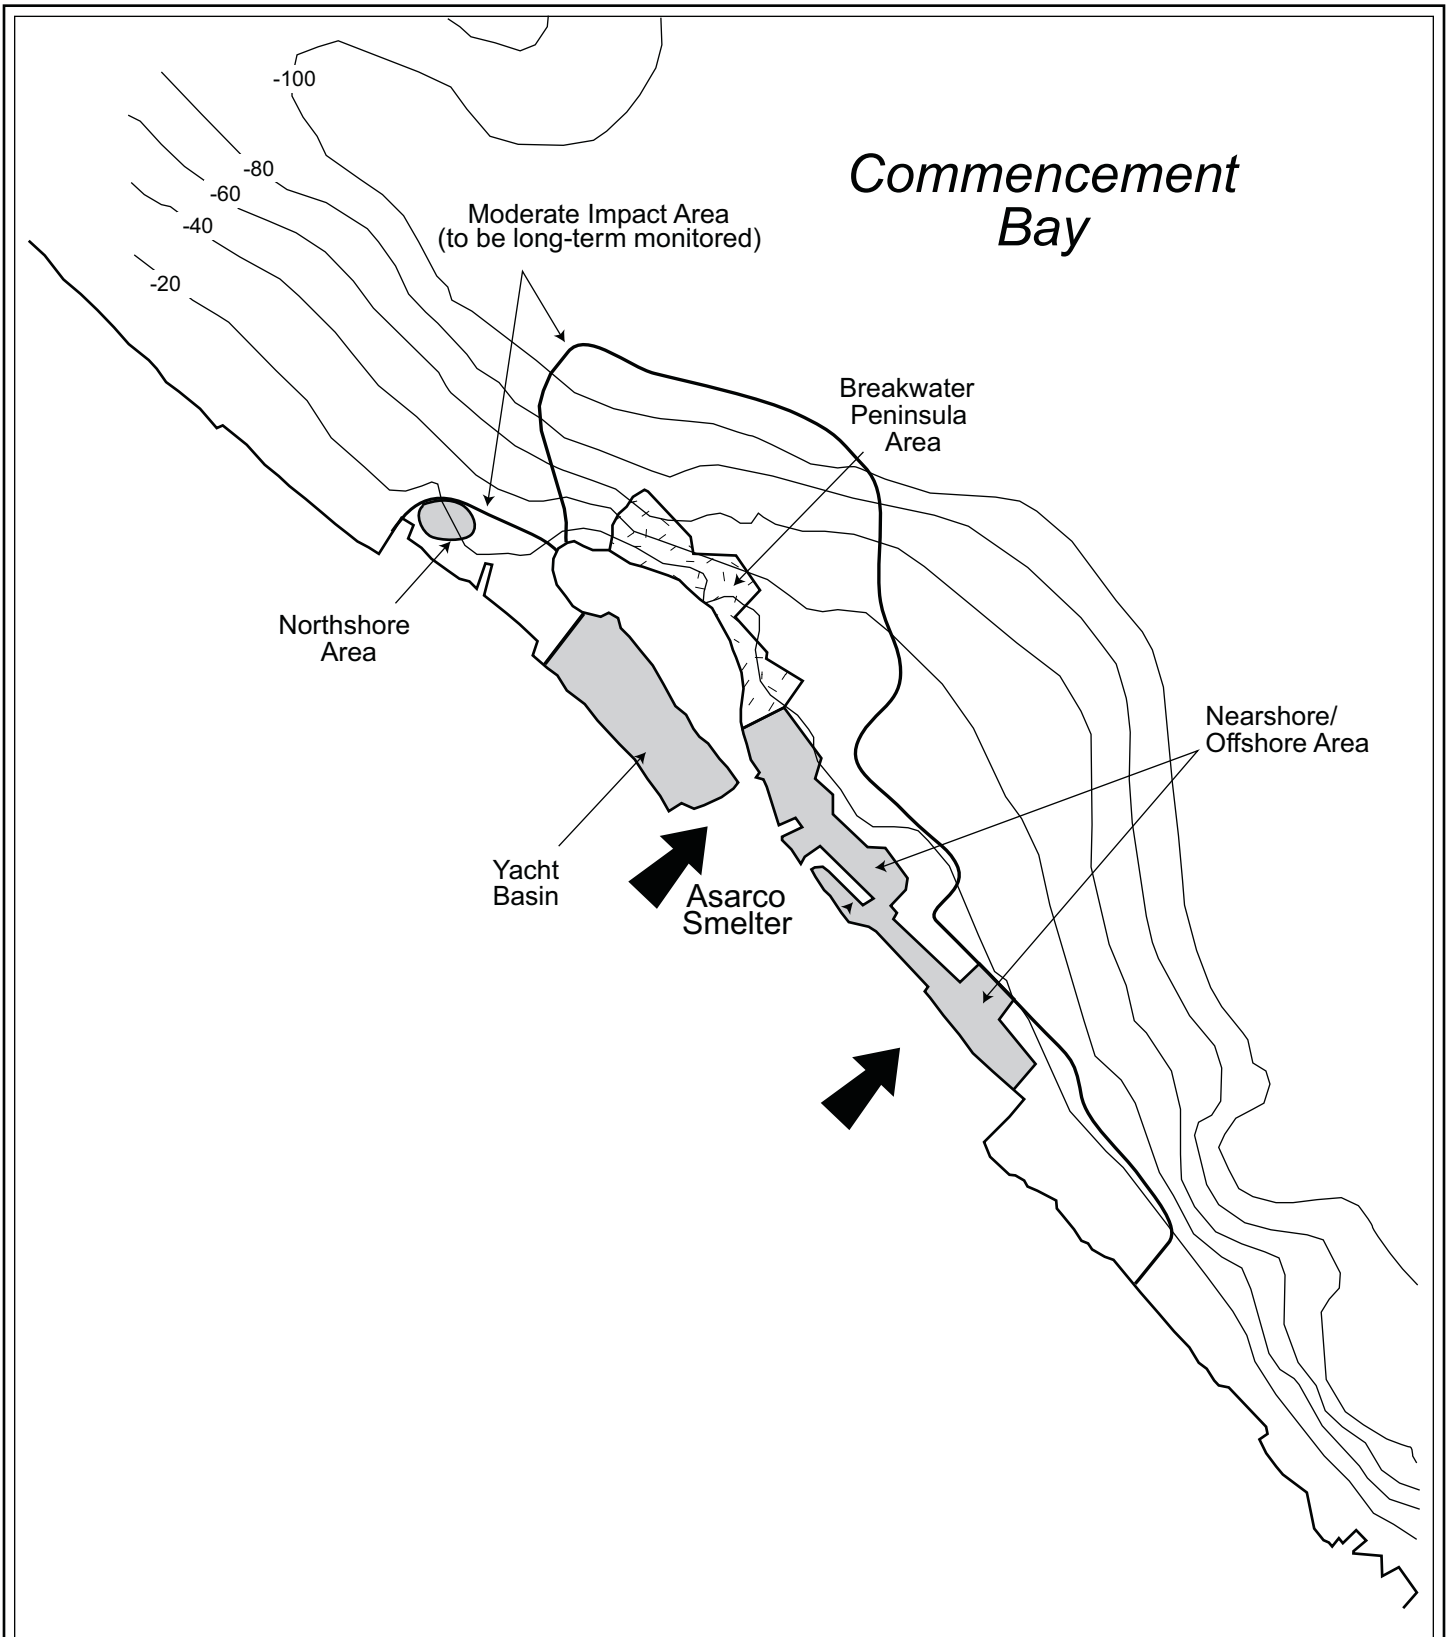 -100
Commencement
Bay
-80
-60
-40
-20
Moderate Impact Area
(to be long-term monitored)
Breakwater
Peninsula
Area
Northshore
Area
Nearshore/
Offshore Area
Yacht
Basin
Asarco
Smelter